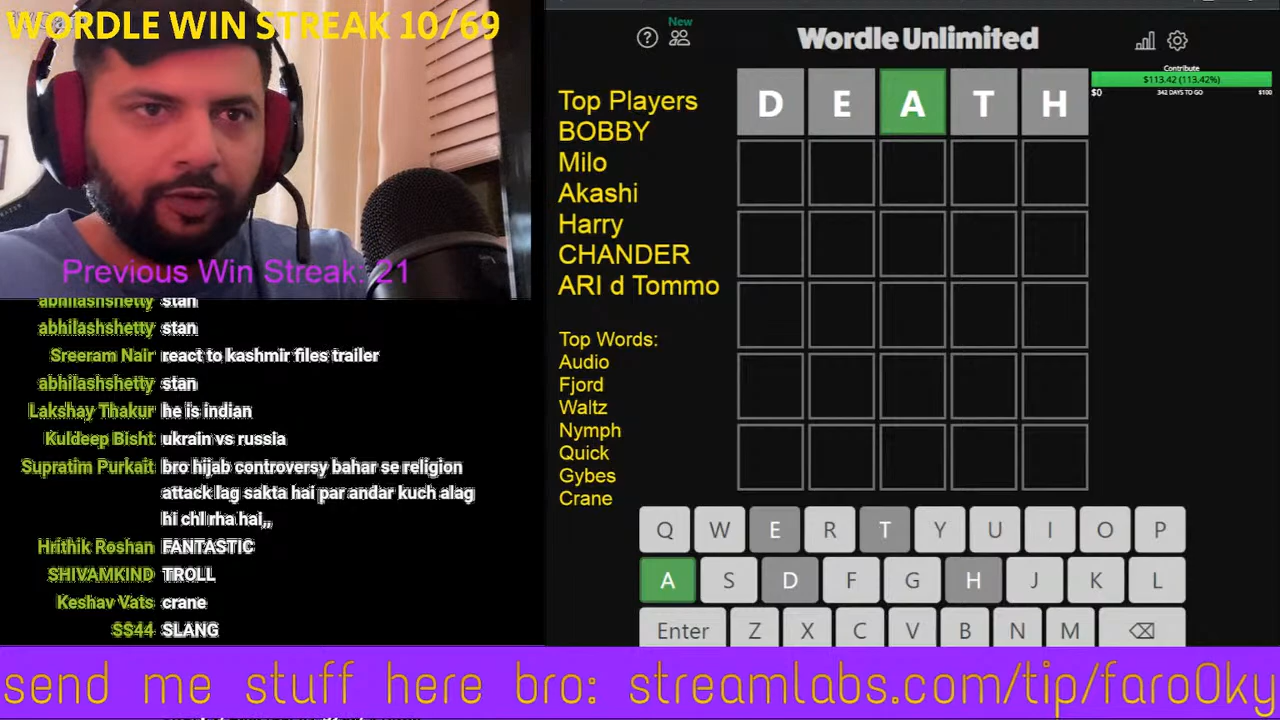 WORDLE WIN STREAK 10/69
Previous Win Streak: 21
abhilashshetty stan
abhilashshetty stan
Sreeram Nair react to kashmir files trailer
abhilashshetty stan
Lakshay Thakur he is indian
Kuldeep Bisht ukrain vs russia
Supratim Purkait bro hijab controversy bahar se religion
attack lag sakta hai par andar kuch alag
hi chl rha hai,,
Hrithik Roshan FANTASTIC
SHIVAMKIND TROLL
Keshav Vats crane
SS44 SLANG
New
Wordle Unlimited
Contribute
$113.42 (113.42%)
$0 342 DAYS TO GO $100
Top Players
BOBBY
Milo
Akashi
Harry
CHANDER
ARI d Tommo
Top Words:
Audio
Fjord
Waltz
Nymph
Quick
Gybes
Crane
D E A T H
Q W E R T Y U I O P
A S D F G H J K L
Enter Z X C V B N M
send me stuff here bro: streamlabs.com/tip/faro0ky